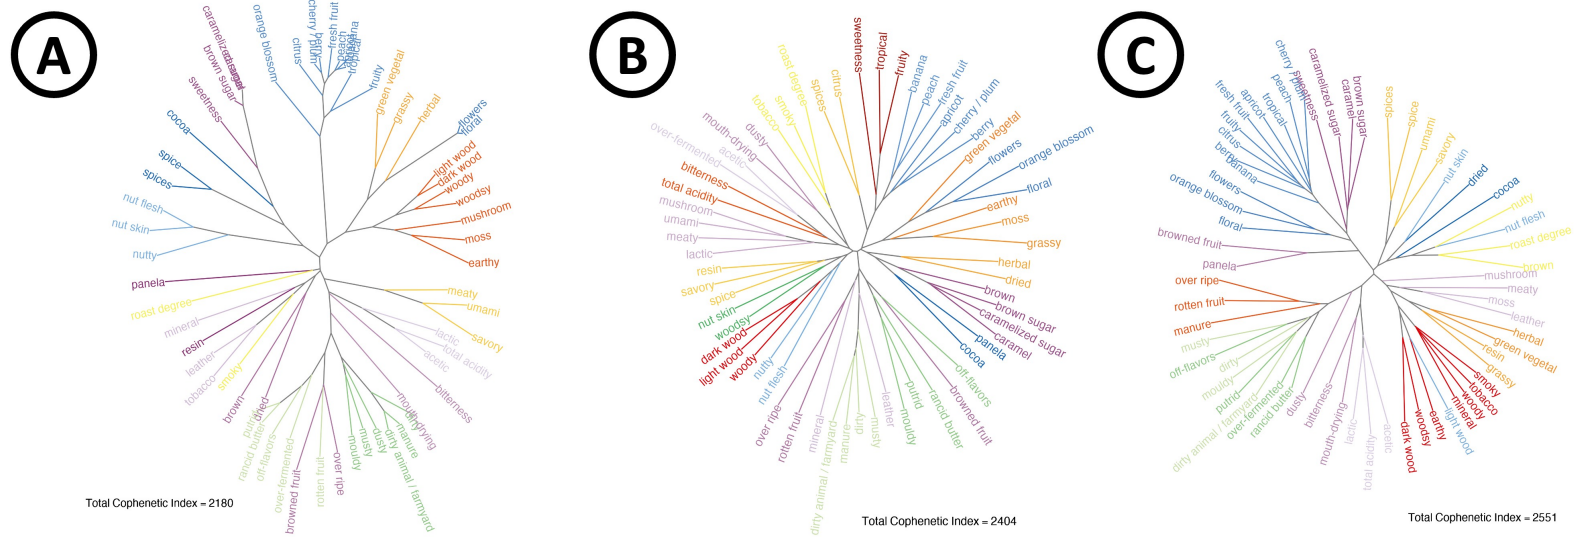 A
caramelized sugar
caramel
brown sugar
sweetness
cocoa
spice
spices
nut flesh
nut skin
nutty
panela
roast degree
mineral
resin
leather
tobacco
smoky
brown
dried
putrid
rancid butter
off-flavors
over-fermented
browned fruit
rotten fruit
over ripe
mouldy
musty
dusty
dirty animal / farmyard
manure
dirty
mouth-drying
bitterness
acetic
total acidity
lactic
savory
umami
meaty
earthy
moss
mushroom
woodsy
woody
dark wood
light wood
floral
flowers
herbal
grassy
green vegetal
fruity
tropical
apricot
banana
peach
fresh fruit
berry
cherry / plum
citrus
orange blossom
Total Cophenetic Index = 2180
B
sweetness
tropical
fruity
banana
peach
fresh fruit
apricot
cherry / plum
berry
green vegetal
flowers
orange blossom
floral
earthy
moss
grassy
herbal
dried
brown
brown sugar
caramelized sugar
caramel
panela
cocoa
off-flavors
browned fruit
rancid butter
putrid
mouldy
leather
musty
dirty
manure
dirty animal / farmyard
mineral
rotten fruit
over ripe
nut flesh
nutty
woody
light wood
dark wood
woodsy
nut skin
spice
savory
resin
lactic
meaty
umami
mushroom
total acidity
bitterness
over-fermented
acetic
mouth-drying
dusty
tobacco
smoky
roast degree
spices
citrus
Total Cophenetic Index = 2404
C
cherry / plum
peach
tropical
apricot
fresh fruit
fruity
citrus
berry
banana
flowers
orange blossom
floral
browned fruit
panela
over ripe
rotten fruit
manure
musty
off-flavors
dirty
mouldy
putrid
dirty animal / farmyard
over-fermented
rancid butter
dusty
bitterness
mouth-drying
lactic
total acidity
acetic
dark wood
woodsy
earthy
light wood
mineral
woody
tobacco
smoky
grassy
resin
green vegetal
herbal
leather
moss
meaty
mushroom
brown
roast degree
nut flesh
nutty
cocoa
dried
nut skin
savory
umami
spice
spices
brown sugar
caramel
caramelized sugar
sweetness
Total Cophenetic Index = 2551